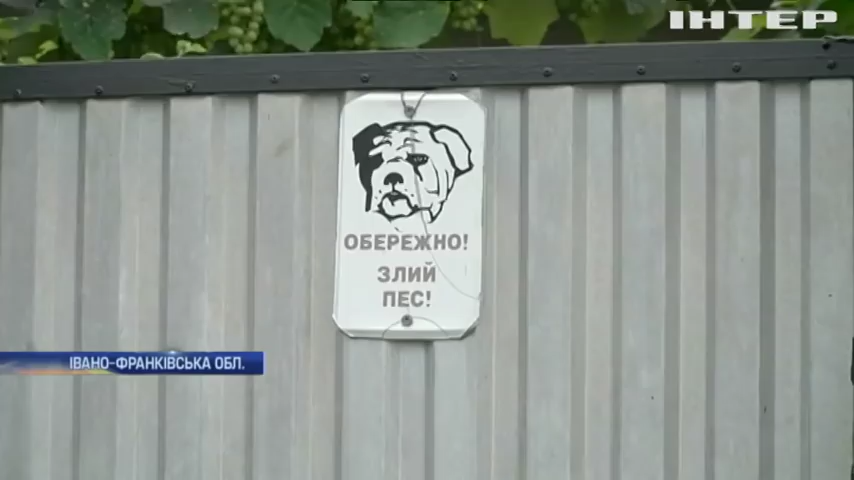 ІНТЕР
ОБЕРЕЖНО!
ЗЛИЙ
ПЕС!
ІВАНО-ФРАНКІВСЬКА ОБЛ.